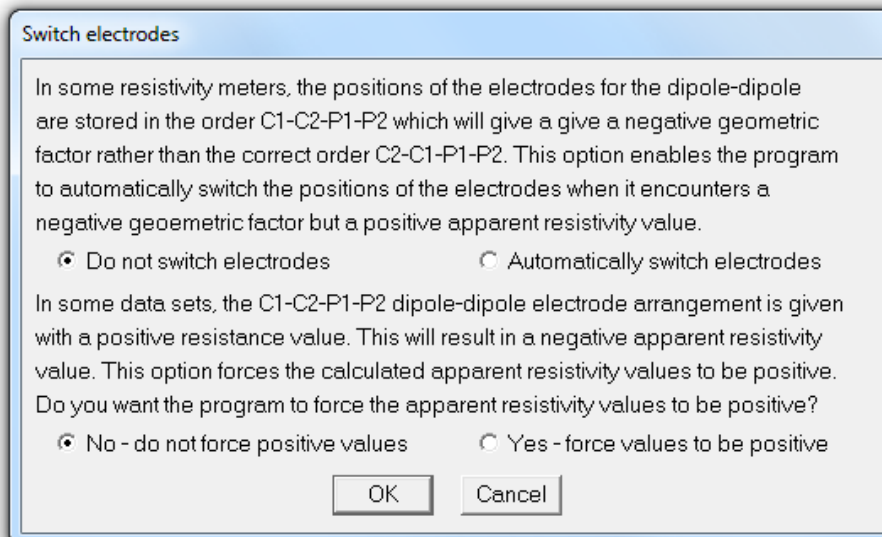 Switch electrodes
In some resistivity meters, the positions of the electrodes for the dipole-dipole
are stored in the order C1-C2-P1-P2 which will give a give a negative geometric
factor rather than the correct order C2-C1-P1-P2. This option enables the program
to automatically switch the positions of the electrodes when it encounters a
negative geoemetric factor but a positive apparent resistivity value.
Do not switch electrodes Automatically switch electrodes
In some data sets, the C1-C2-P1-P2 dipole-dipole electrode arrangement is given
with a positive resistance value. This will result in a negative apparent resistivity
value. This option forces the calculated apparent resistivity values to be positive.
Do you want the program to force the apparent resistivity values to be positive?
No - do not force positive values Yes - force values to be positive
OK Cancel